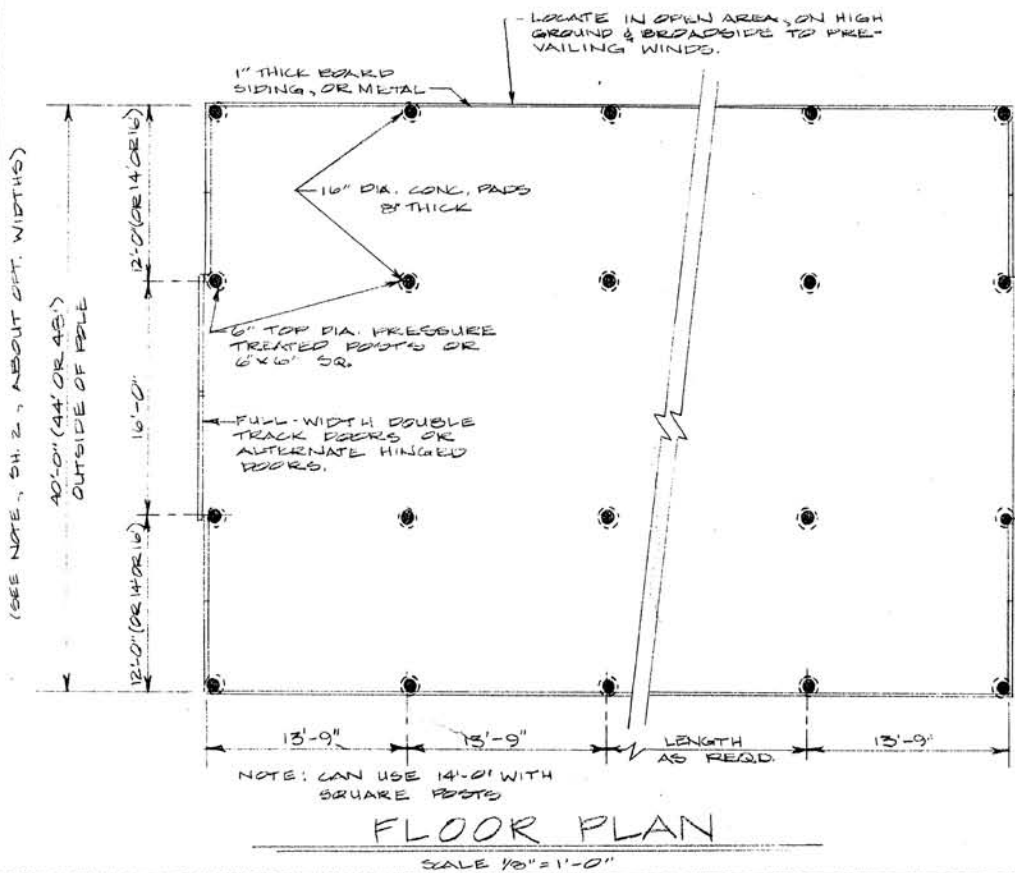 LOCATE IN OPEN AREA, ON HIGH
GROUND & BROADSIDE TO PRE-
VAILING WINDS.
1" THICK BOARD
SIDING, OR METAL
16" DIA. CONC. PADS
8" THICK
6" TOP DIA. PRESSURE
TREATED POSTS OR
6"X6" SQ.
FULL-WIDTH DOUBLE
TRACK DOORS OR
ALTERNATE HINGED
DOORS.
(SEE NOTE, SH. 2, ABOUT OPT. WIDTHS)
40'-0" (44' OR 48')
OUTSIDE OF POLE
12'-0" (OR 14' OR 16')
16'-0"
12'-0" (OR 14' OR 16')
13'-9"
13'-9"
LENGTH
AS REQD.
13'-9"
NOTE: CAN USE 14'-0" WITH
SQUARE POSTS
FLOOR PLAN
SCALE 1/8" = 1'-0"